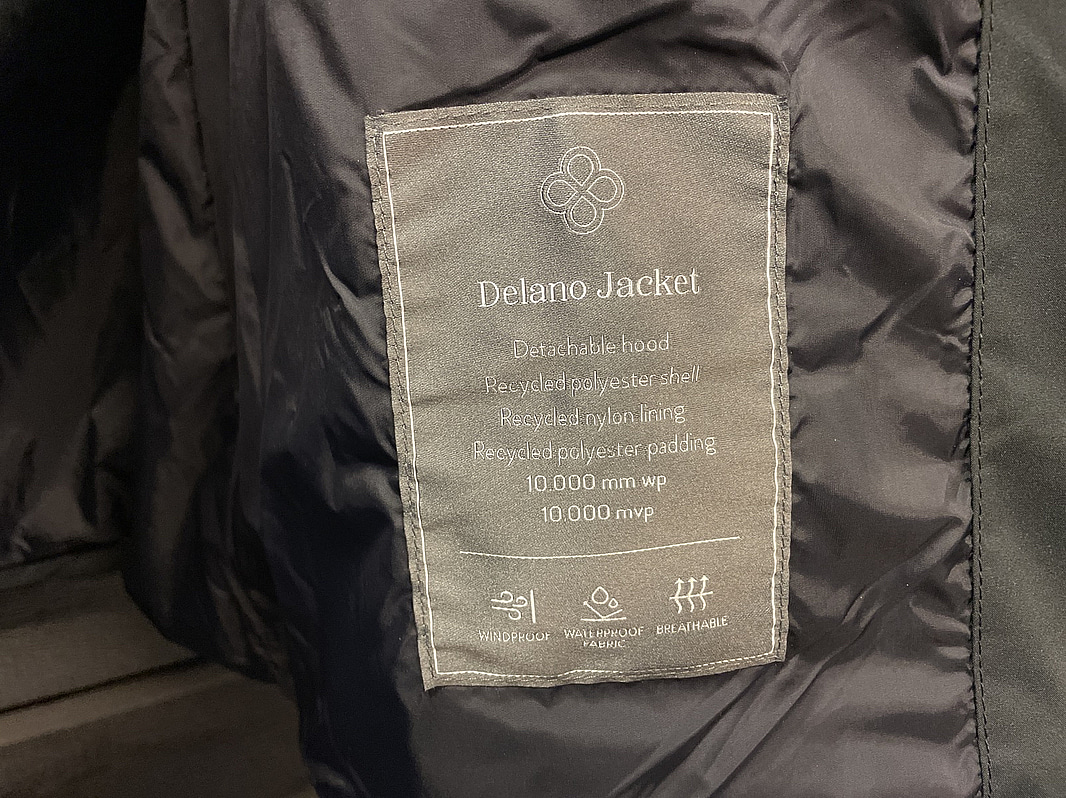 Delano Jacket
Detachable hood
Recycled polyester shell
Recycled nylon lining
Recycled polyester padding
10.000 mm wp
10.000 mvp
WINDPROOF
WATERPROOF
FABRIC
BREATHABLE